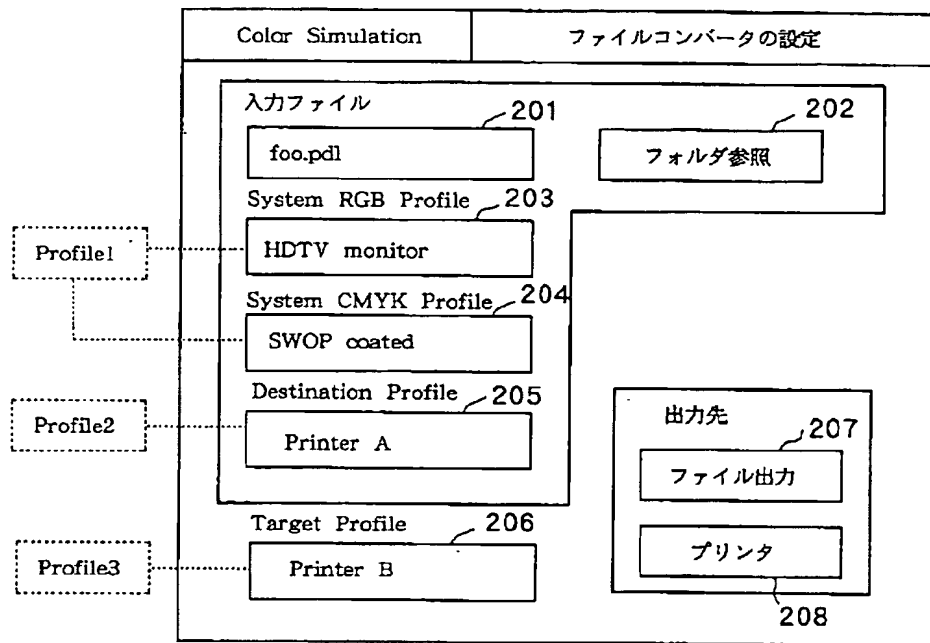 Color Simulation
ファイルコンバータの設定
入力ファイル
201
foo.pdl
202
フォルダ参照
System RGB Profile
203
HDTV monitor
Profile1
System CMYK Profile
204
SWOP coated
Destination Profile
205
Printer A
Profile2
出力先
207
ファイル出力
Target Profile
206
Printer B
Profile3
プリンタ
208